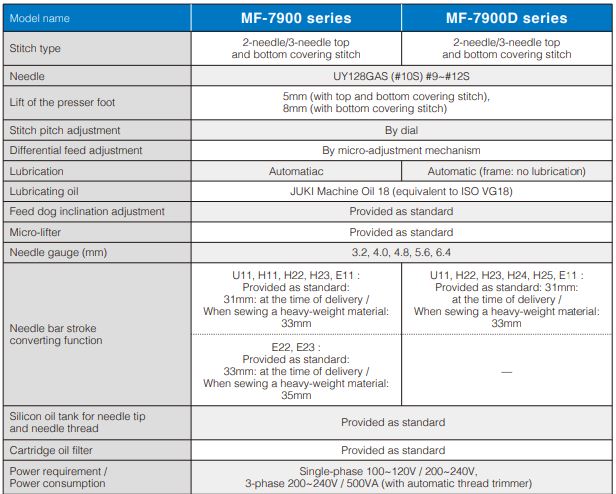 Model name
MF-7900 series
MF-7900D series
Stitch type
2-needle/3-needle top
and bottom covering stitch
2-needle/3-needle top
and bottom covering stitch
Needle
UY128GAS (#10S) #9~#12S
Lift of the presser foot
5mm (with top and bottom covering stitch),
8mm (with bottom covering stitch)
Stitch pitch adjustment
By dial
Differential feed adjustment
By micro-adjustment mechanism
Lubrication
Automatiac
Automatic (frame: no lubrication)
Lubricating oil
JUKI Machine Oil 18 (equivalent to ISO VG18)
Feed dog inclination adjustment
Provided as standard
Micro-lifter
Provided as standard
Needle gauge (mm)
3.2, 4.0, 4.8, 5.6, 6.4
Needle bar stroke
converting function
U11, H11, H22, H23, E11 :
Provided as standard:
31mm: at the time of delivery /
When sewing a heavy-weight material:
33mm
U11, H22, H23, H24, H25, E11 :
Provided as standard: 31mm:
at the time of delivery /
When sewing a heavy-weight material:
33mm
E22, E23 :
Provided as standard:
33mm: at the time of delivery /
When sewing a heavy-weight material:
35mm
—
Silicon oil tank for needle tip
and needle thread
Provided as standard
Cartridge oil filter
Provided as standard
Power requirement /
Power consumption
Single-phase 100~120V / 200~240V,
3-phase 200~240V / 500VA (with automatic thread trimmer)